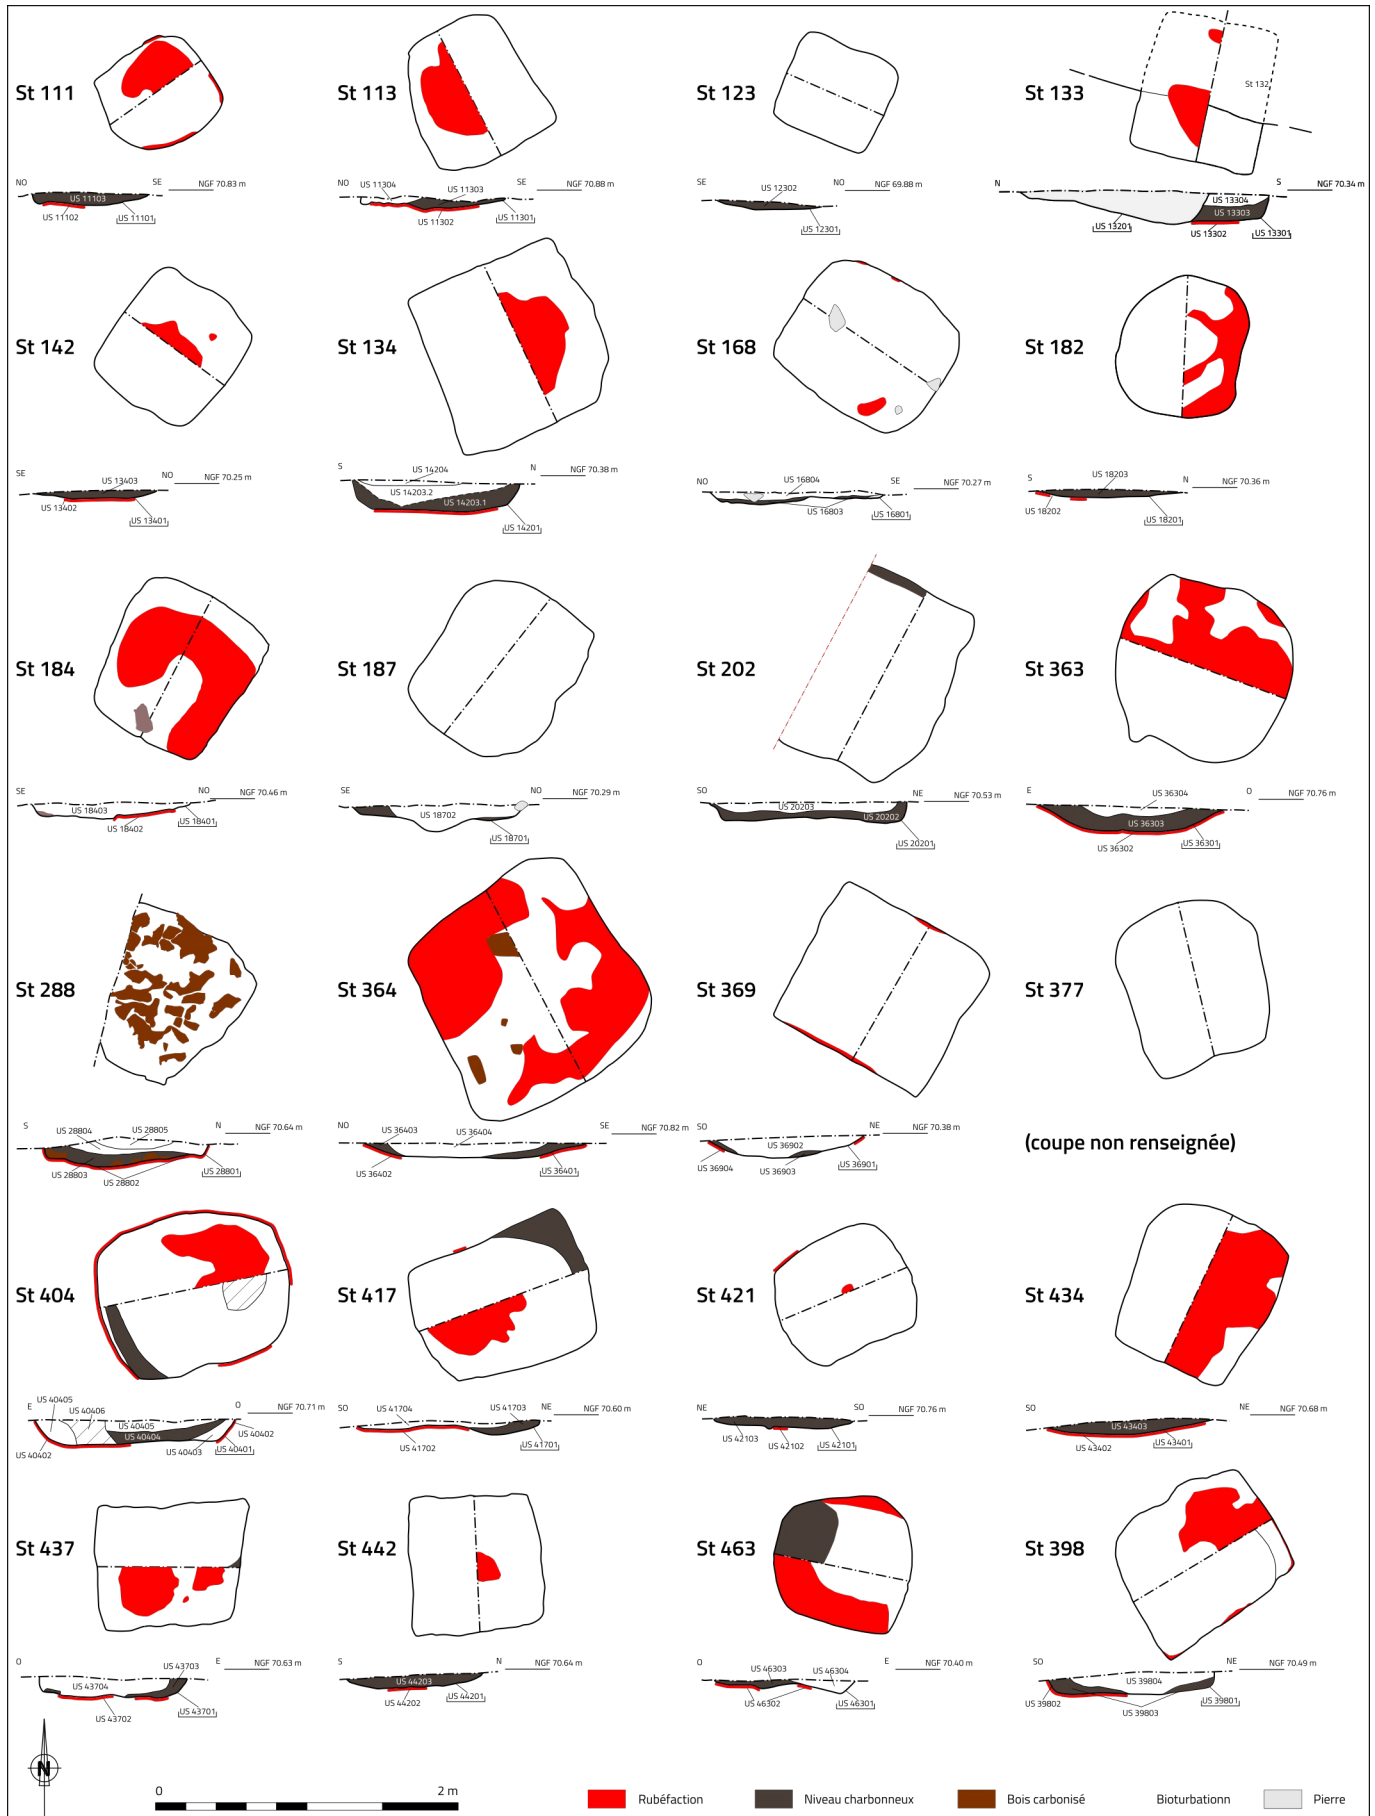 St 111
NO
SE
NGF 70.83 m
US 11103
US 11102
US 11101
St 113
NO
US 11304
US 11303
SE
NGF 70.88 m
US 11302
US 11301
St 123
SE
US 12302
NO
NGF 69.88 m
US 12301
St 133
St 132
N
S
NGF 70.34 m
US 13304
US 13303
US 13201
US 13302
US 13301
St 142
SE
US 13403
NO
NGF 70.25 m
US 13402
US 13401
St 134
S
US 14204
N
NGF 70.38 m
US 14203.2
US 14203.1
US 14201
St 168
NO
US 16804
SE
NGF 70.27 m
US 16803
US 16801
St 182
S
US 18203
N
NGF 70.36 m
US 18202
US 18201
St 184
SE
NO
NGF 70.46 m
US 18403
US 18402
US 18401
St 187
SE
NO
NGF 70.29 m
US 18702
US 18701
St 202
SO
NE
NGF 70.53 m
US 20203
US 20202
US 20201
St 363
E
US 36304
O
NGF 70.76 m
US 36303
US 36302
US 36301
St 288
S
US 28804
US 28805
N
NGF 70.64 m
US 28803
US 28802
US 28801
St 364
NO
US 36403
US 36404
SE
NGF 70.82 m
US 36402
US 36401
St 369
SO
NE
NGF 70.38 m
US 36902
US 36904
US 36903
US 36901
St 377
(coupe non renseignée)
St 404
E
US 40405
US 40406
O
NGF 70.71 m
US 40405
US 40404
US 40402
US 40402
US 40403
US 40401
St 417
SO
US 41704
US 41703
NE
NGF 70.60 m
US 41702
US 41701
St 421
NE
SO
NGF 70.76 m
US 42103
US 42102
US 42101
St 434
SO
NE
NGF 70.68 m
US 43403
US 43402
US 43401
St 437
O
US 43703
E
NGF 70.63 m
US 43704
US 43702
US 43701
St 442
S
N
NGF 70.64 m
US 44203
US 44202
US 44201
St 463
O
US 46303
US 46304
E
NGF 70.40 m
US 46302
US 46301
St 398
SO
NE
NGF 70.49 m
US 39804
US 39802
US 39803
US 39801
N
0
2 m
Rubéfaction
Niveau charbonneux
Bois carbonisé
Bioturbationn
Pierre